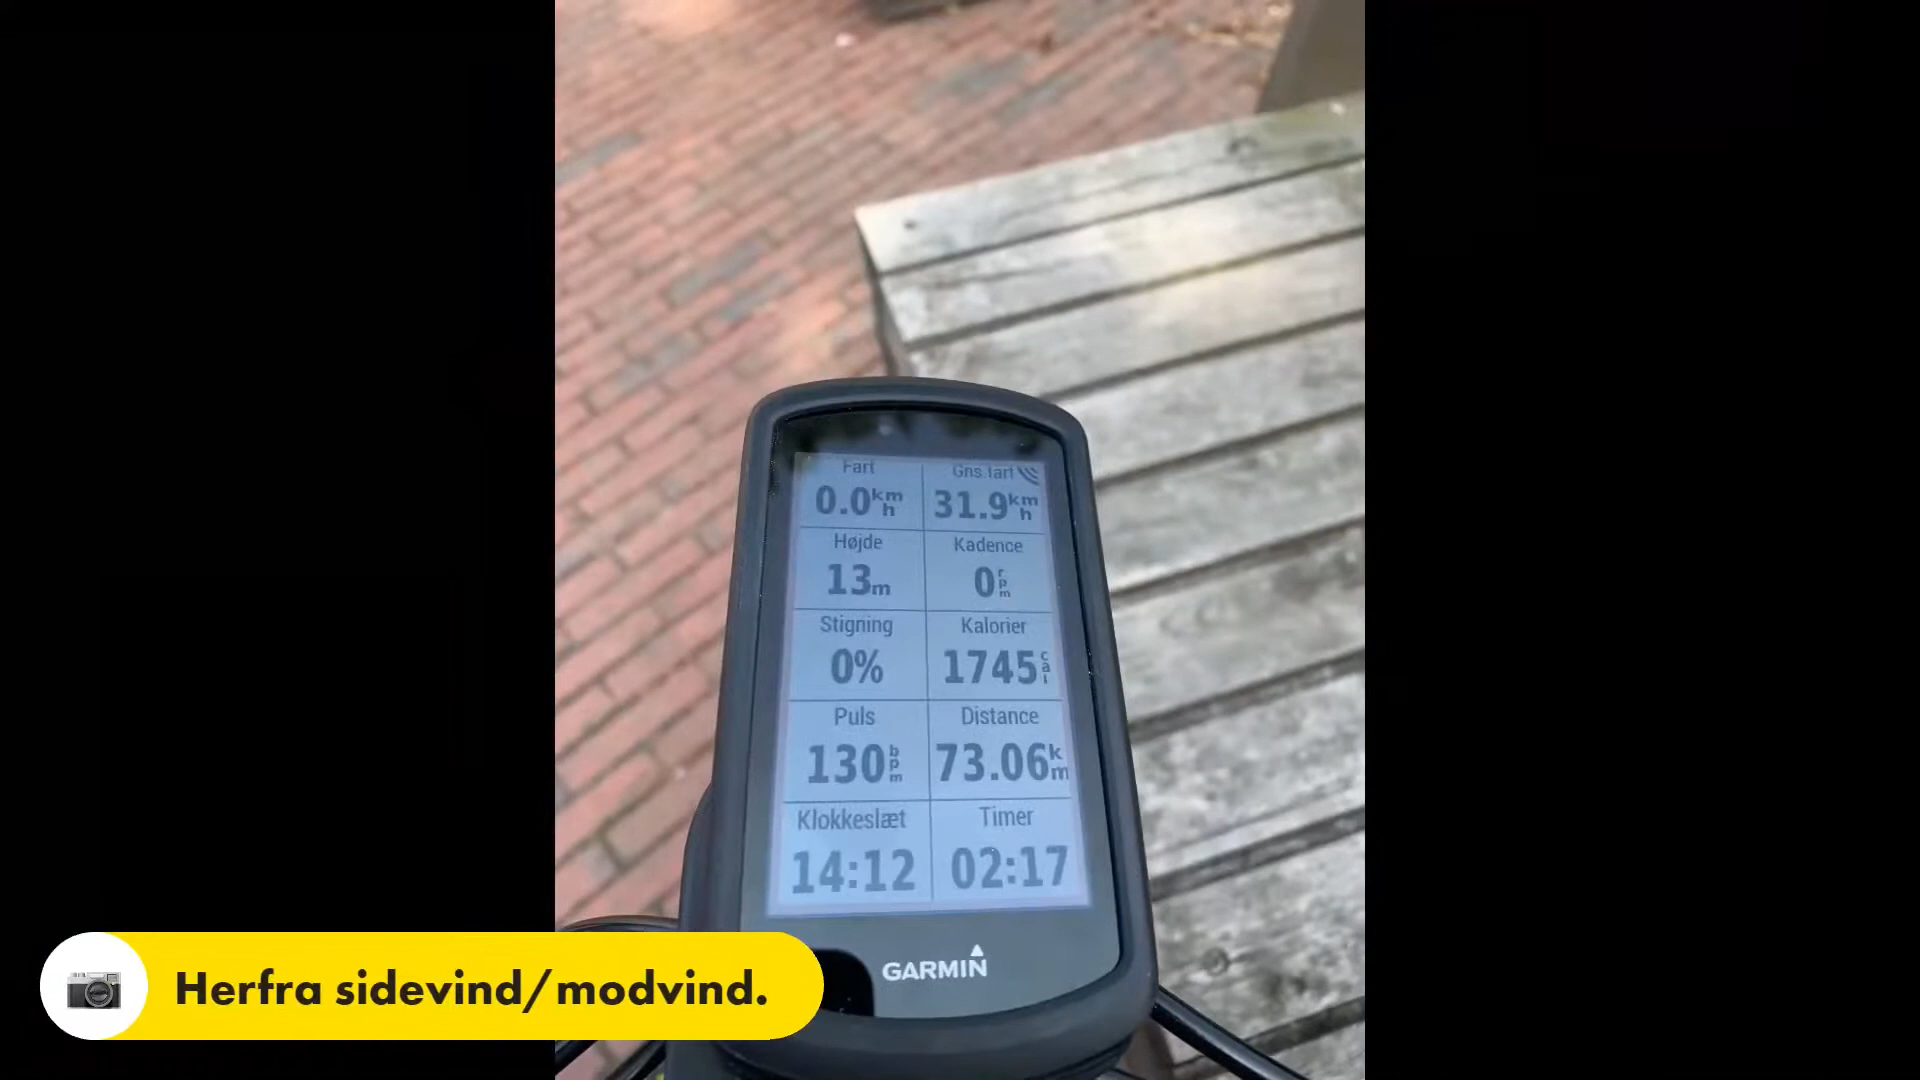 Fart
Gns.fart
0.0 km/h
31.9 km/h
Højde
Kadence
13m
0 rpm
Stigning
Kalorier
0%
1745 cal
Puls
Distance
130 bpm
73.06 km
Klokkeslæt
Timer
14:12
02:17
GARMIN
Herfra sidevind/modvind.